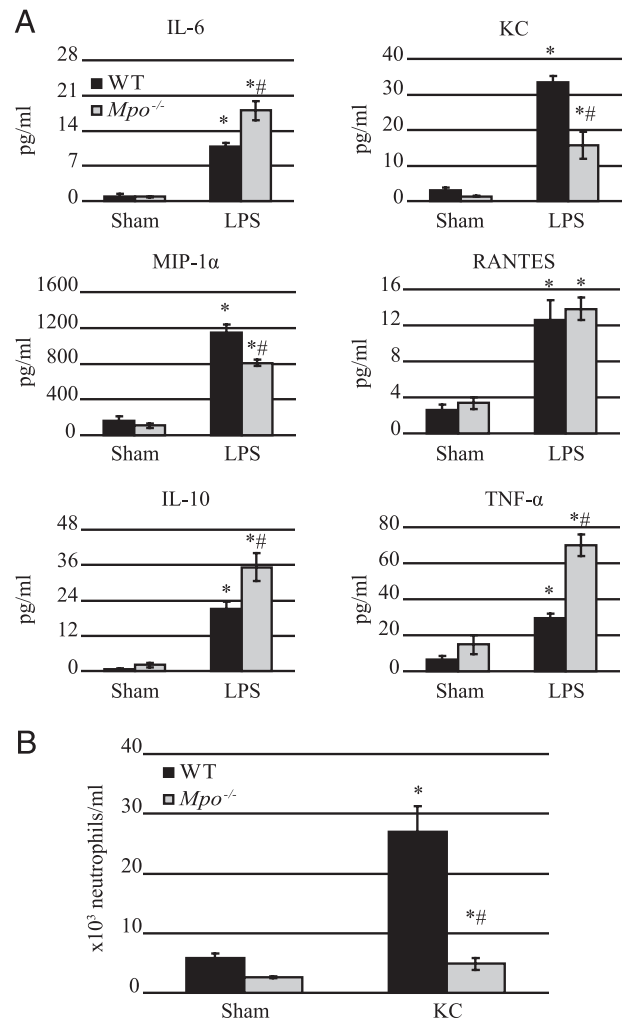 A
IL-6
28
21
14
7
0
pg/ml
WT
Mpo-/-
*
*#
Sham
LPS
KC
40
30
20
10
0
pg/ml
*
*#
Sham
LPS
MIP-1α
1600
1200
800
400
0
pg/ml
*
*#
Sham
LPS
RANTES
16
12
8
4
0
pg/ml
*
*
Sham
LPS
IL-10
48
36
24
12
0
pg/ml
*
*#
Sham
LPS
TNF-α
80
60
40
20
0
pg/ml
*
*#
Sham
LPS
B
40
30
20
10
0
x10³ neutrophils/ml
WT
Mpo-/-
*
*#
Sham
KC